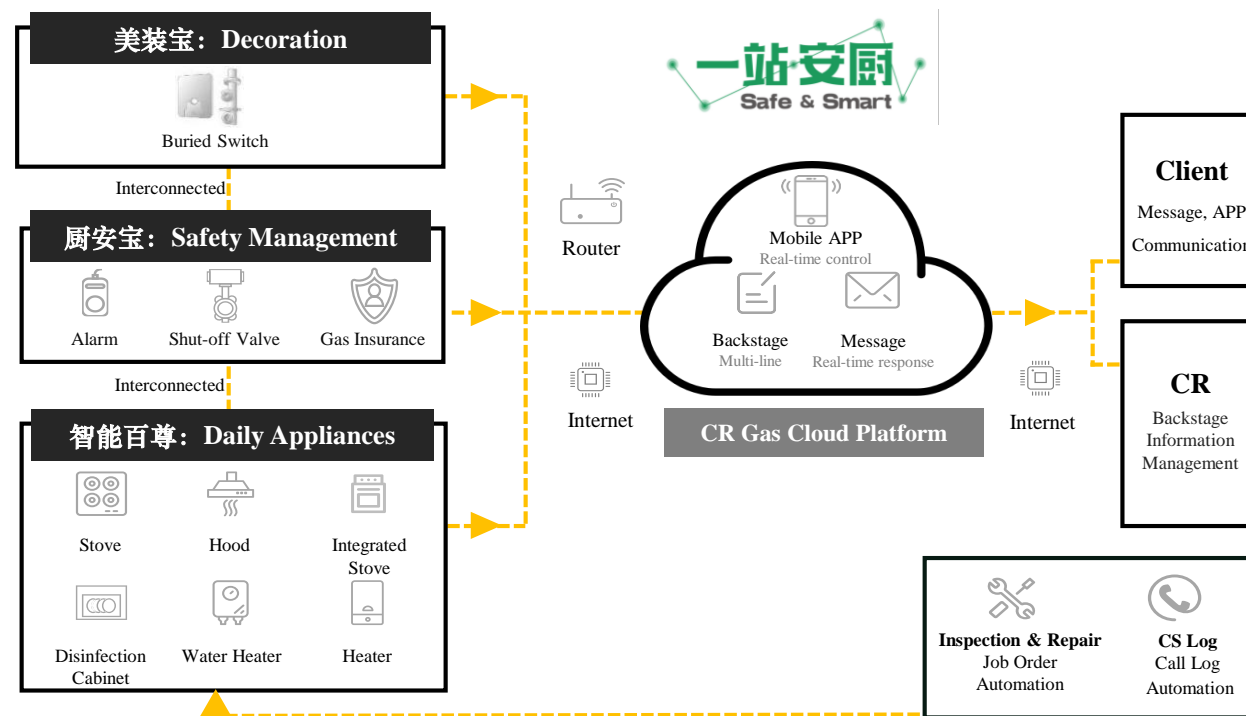 美装宝：Decoration
Buried Switch
Interconnected
厨安宝：Safety Management
Alarm
Shut-off Valve
Gas Insurance
Interconnected
智能百尊：Daily Appliances
Stove
Hood
Integrated
Stove
Disinfection
Cabinet
Water Heater
Heater
一站·安厨
Safe & Smart
Router
Internet
Mobile APP
Real-time control
Backstage
Multi-line
Message
Real-time response
CR Gas Cloud Platform
Internet
Client
Message, APP
Communication
CR
Backstage
Information
Management
Inspection & Repair
Job Order
Automation
CS Log
Call Log
Automation